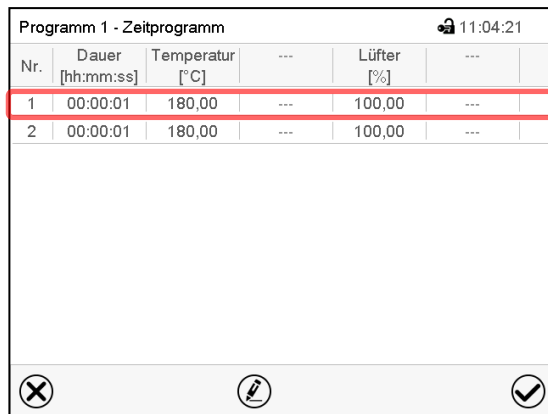 Programm 1 - Zeitprogramm 11:04:21
Nr. Dauer [hh:mm:ss] Temperatur [°C] --- Lüfter [%] ---
1 00:00:01 180,00 --- 100,00 ---
2 00:00:01 180,00 --- 100,00 ---